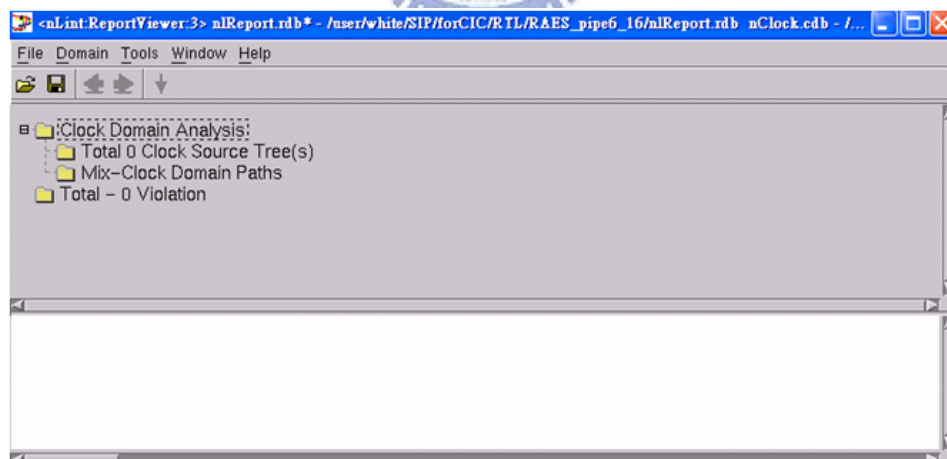 <nLint:ReportViewer:3> nlReport.rdb* - /user/white/SIP/forCIC/RTL/RAES_pipe6_16/nlReport.rdb nClock.cdb - /...
File Domain Tools Window Help
Clock Domain Analysis:
Total 0 Clock Source Tree(s)
Mix-Clock Domain Paths
Total - 0 Violation